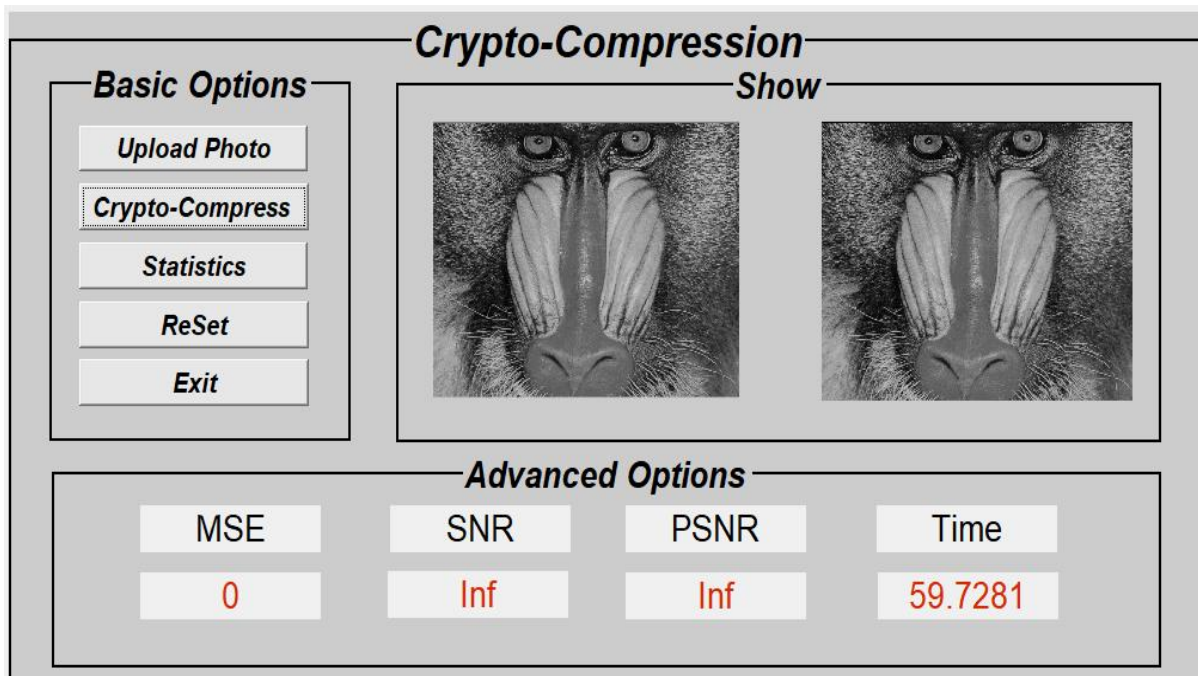 Crypto-Compression
Basic Options
Upload Photo
Crypto-Compress
Statistics
ReSet
Exit
Show
Advanced Options
MSE SNR PSNR Time
0 Inf Inf 59.7281